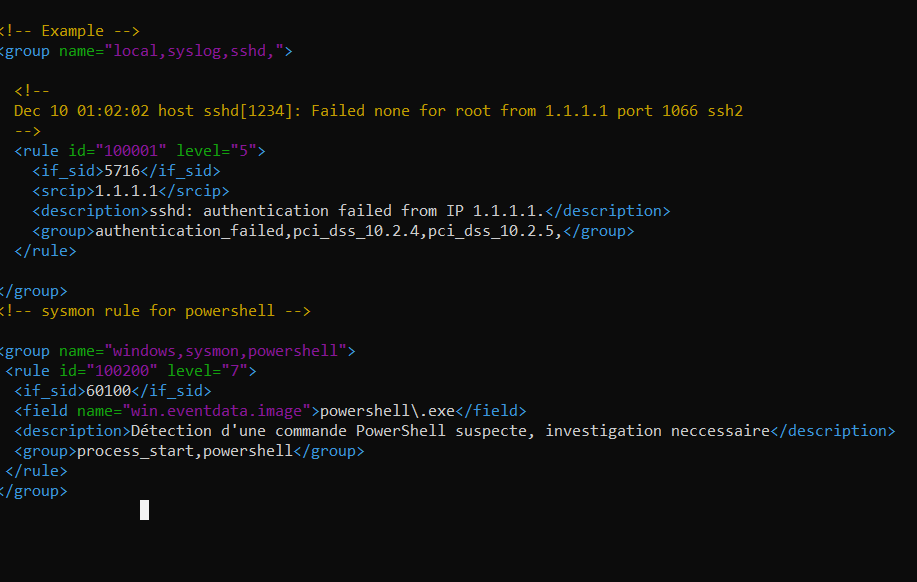 <!-- Example -->
<group name="local,syslog,sshd,">
<!--
Dec 10 01:02:02 host sshd[1234]: Failed none for root from 1.1.1.1 port 1066 ssh2
-->
<rule id="100001" level="5">
<if_sid>5716</if_sid>
<srcip>1.1.1.1</srcip>
<description>sshd: authentication failed from IP 1.1.1.1.</description>
<group>authentication_failed,pci_dss_10.2.4,pci_dss_10.2.5,</group>
</rule>
</group>
<!-- sysmon rule for powershell -->
<group name="windows,sysmon,powershell">
<rule id="100200" level="7">
<if_sid>60100</if_sid>
<field name="win.eventdata.image">powershell\.exe</field>
<description>Détection d'une commande PowerShell suspecte, investigation neccessaire</description>
<group>process_start,powershell</group>
</rule>
</group>